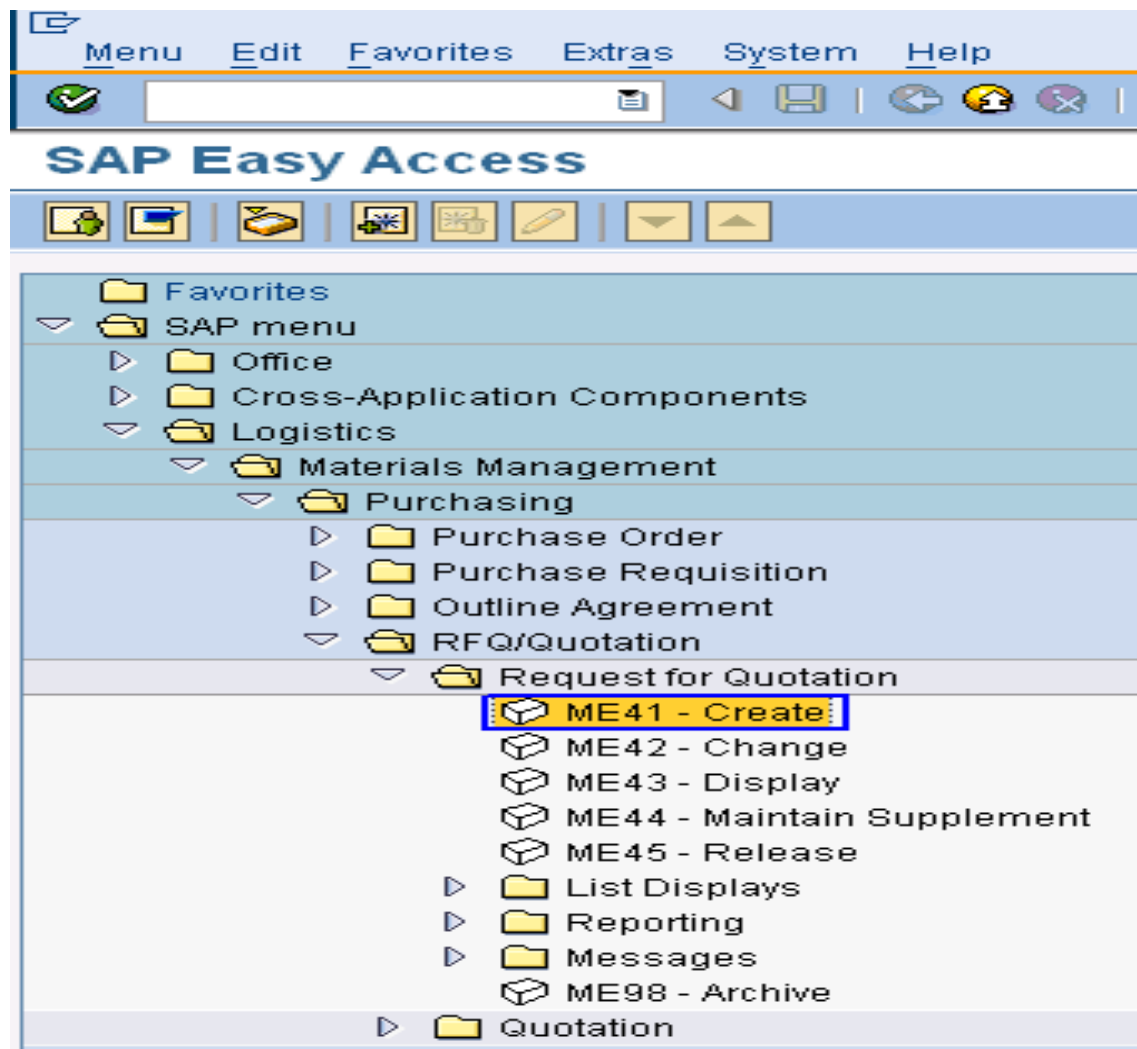 Menu Edit Favorites Extras System Help
SAP Easy Access
Favorites
SAP menu
Office
Cross-Application Components
Logistics
Materials Management
Purchasing
Purchase Order
Purchase Requisition
Outline Agreement
RFQ/Quotation
Request for Quotation
ME41 - Create
ME42 - Change
ME43 - Display
ME44 - Maintain Supplement
ME45 - Release
List Displays
Reporting
Messages
ME98 - Archive
Quotation